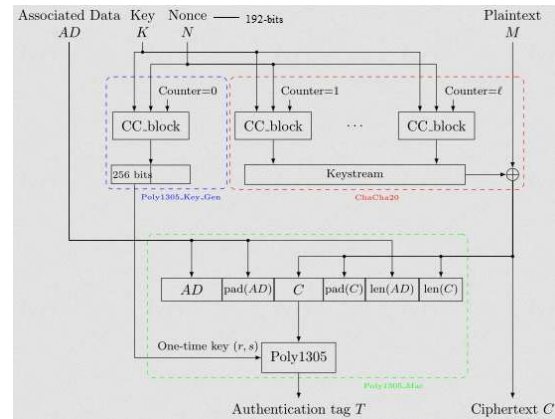 Associated Data Key Nonce 192-bits Plaintext
AD K N M
Counter=0 Counter=1 Counter=ℓ
CC_block CC_block ... CC_block
256 bits Keystream
Poly1305_Key_Gen ChaCha20
AD pad(AD) C pad(C) len(AD) len(C)
One-time key (r, s) Poly1305
Poly1305_Mac
Authentication tag T Ciphertext C